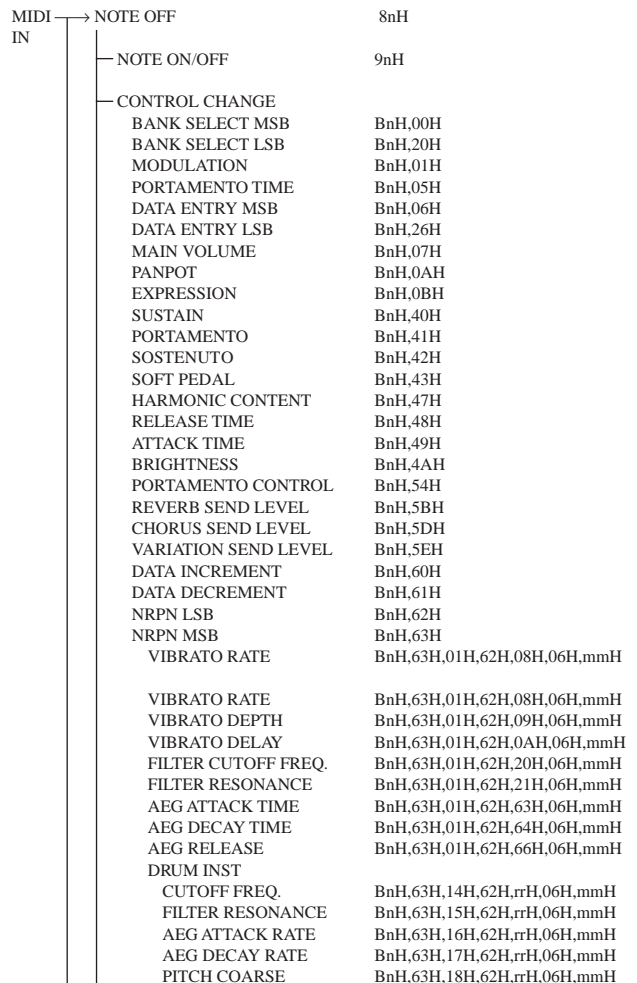 MIDI → NOTE OFF 8nH
IN
NOTE ON/OFF 9nH
CONTROL CHANGE
BANK SELECT MSB BnH,00H
BANK SELECT LSB BnH,20H
MODULATION BnH,01H
PORTAMENTO TIME BnH,05H
DATA ENTRY MSB BnH,06H
DATA ENTRY LSB BnH,26H
MAIN VOLUME BnH,07H
PANPOT BnH,0AH
EXPRESSION BnH,0BH
SUSTAIN BnH,40H
PORTAMENTO BnH,41H
SOSTENUTO BnH,42H
SOFT PEDAL BnH,43H
HARMONIC CONTENT BnH,47H
RELEASE TIME BnH,48H
ATTACK TIME BnH,49H
BRIGHTNESS BnH,4AH
PORTAMENTO CONTROL BnH,54H
REVERB SEND LEVEL BnH,5BH
CHORUS SEND LEVEL BnH,5DH
VARIATION SEND LEVEL BnH,5EH
DATA INCREMENT BnH,60H
DATA DECREMENT BnH,61H
NRPN LSB BnH,62H
NRPN MSB BnH,63H
VIBRATO RATE BnH,63H,01H,62H,08H,06H,mmH
VIBRATO RATE BnH,63H,01H,62H,08H,06H,mmH
VIBRATO DEPTH BnH,63H,01H,62H,09H,06H,mmH
VIBRATO DELAY BnH,63H,01H,62H,0AH,06H,mmH
FILTER CUTOFF FREQ. BnH,63H,01H,62H,20H,06H,mmH
FILTER RESONANCE BnH,63H,01H,62H,21H,06H,mmH
AEG ATTACK TIME BnH,63H,01H,62H,63H,06H,mmH
AEG DECAY TIME BnH,63H,01H,62H,64H,06H,mmH
AEG RELEASE BnH,63H,01H,62H,66H,06H,mmH
DRUM INST
CUTOFF FREQ. BnH,63H,14H,62H,rrH,06H,mmH
FILTER RESONANCE BnH,63H,15H,62H,rrH,06H,mmH
AEG ATTACK RATE BnH,63H,16H,62H,rrH,06H,mmH
AEG DECAY RATE BnH,63H,17H,62H,rrH,06H,mmH
PITCH COARSE BnH,63H,18H,62H,rrH,06H,mmH